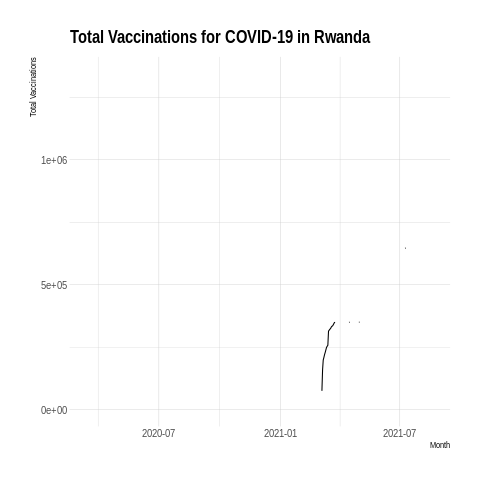 Total Vaccinations for COVID-19 in Rwanda
Total Vaccinations
1e+06
5e+05
0e+00
2020-07 2021-01 2021-07
Month